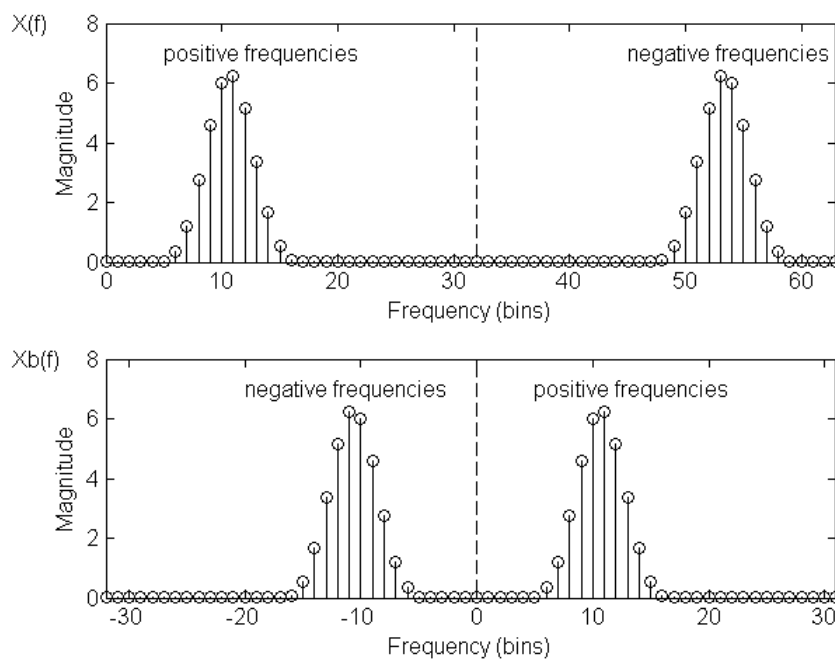 X(f)
8
positive frequencies
negative frequencies
6
4
2
0
Magnitude
0 10 20 30 40 50 60
Frequency (bins)
Xb(f)
8
negative frequencies
positive frequencies
6
4
2
0
Magnitude
-30 -20 -10 0 10 20 30
Frequency (bins)